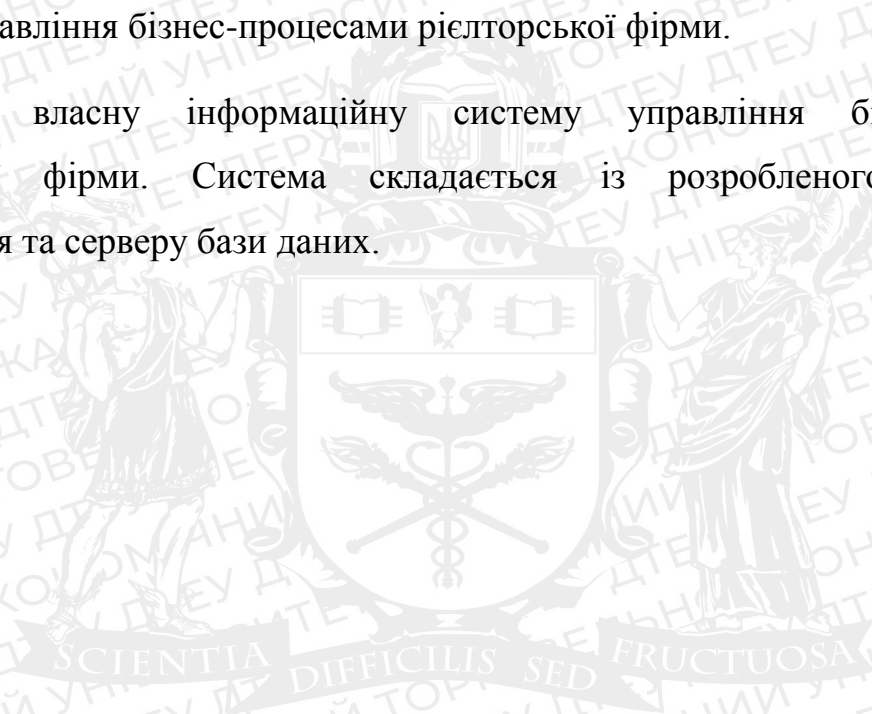 авління бізнес-процесами рієлторської фірми.
власну інформаційну систему управління бі
фірми. Система складається із розробленого
я та серверу бази даних.
SCIENTIA DIFFICILIS SED FRUCTUOSA